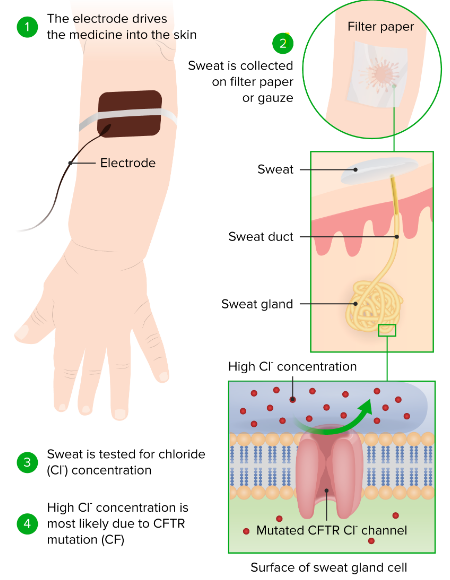 1 The electrode drives
the medicine into the skin
Electrode
2
Sweat is collected
on filter paper
or gauze
Filter paper
Sweat
Sweat duct
Sweat gland
High Cl⁻ concentration
Mutated CFTR Cl⁻ channel
Surface of sweat gland cell
3 Sweat is tested for chloride
(Cl⁻) concentration
4 High Cl⁻ concentration is
most likely due to CFTR
mutation (CF)